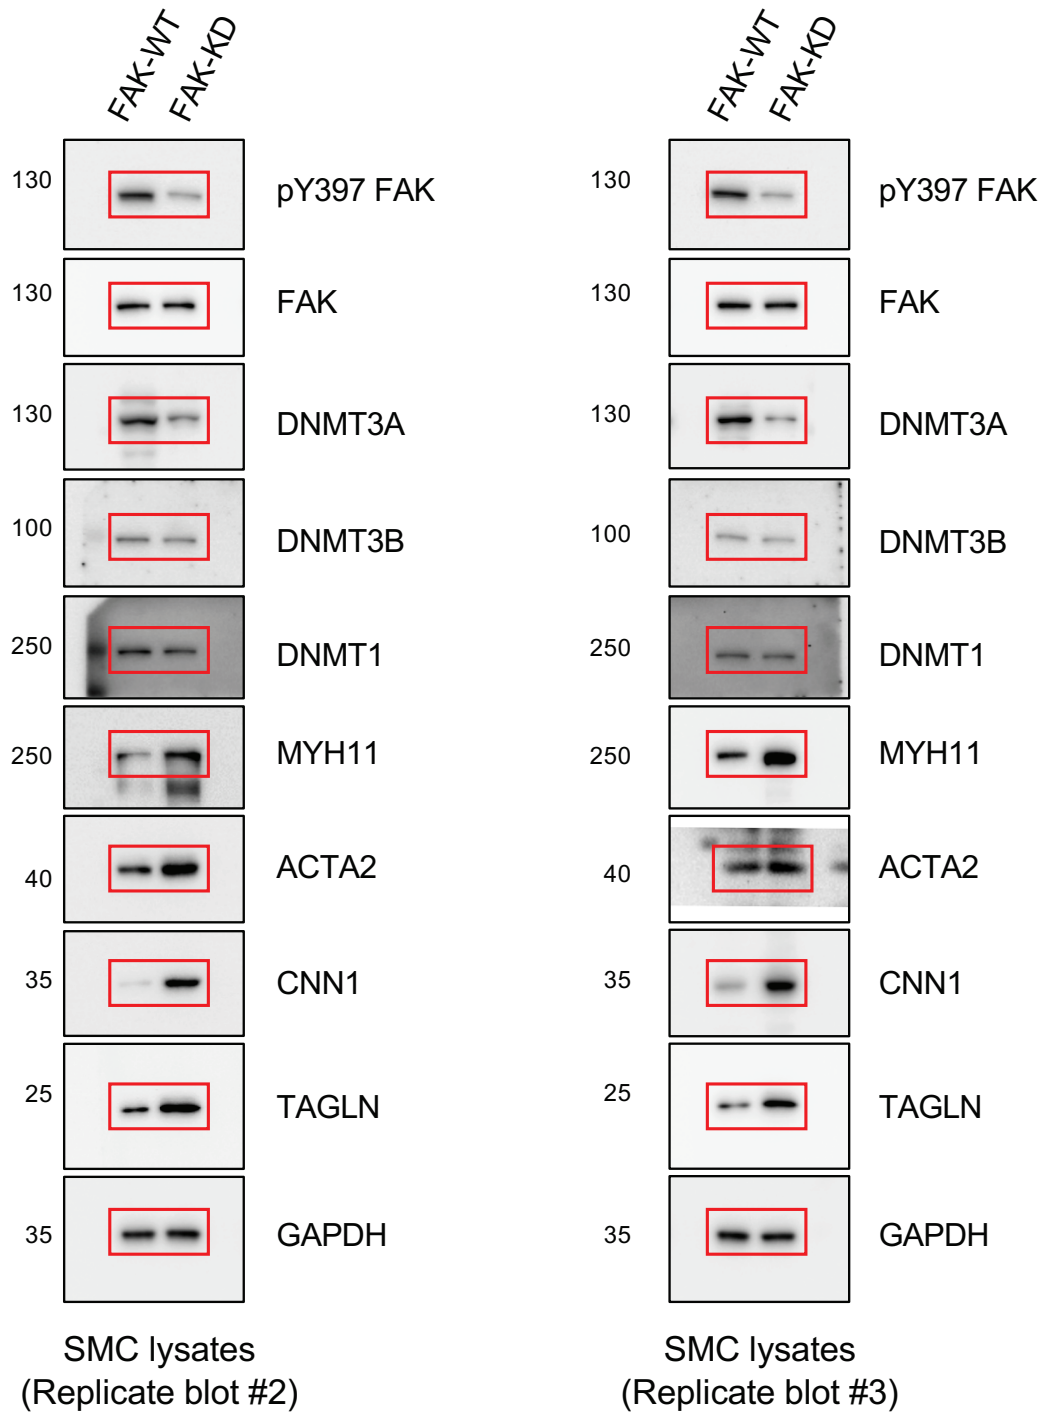 FAK-WT
FAK-KD
130 pY397 FAK
130 FAK
130 DNMT3A
100 DNMT3B
250 DNMT1
250 MYH11
40 ACTA2
35 CNN1
25 TAGLN
35 GAPDH
SMC lysates
(Replicate blot #2)
FAK-WT
FAK-KD
130 pY397 FAK
130 FAK
130 DNMT3A
100 DNMT3B
250 DNMT1
250 MYH11
40 ACTA2
35 CNN1
25 TAGLN
35 GAPDH
SMC lysates
(Replicate blot #3)